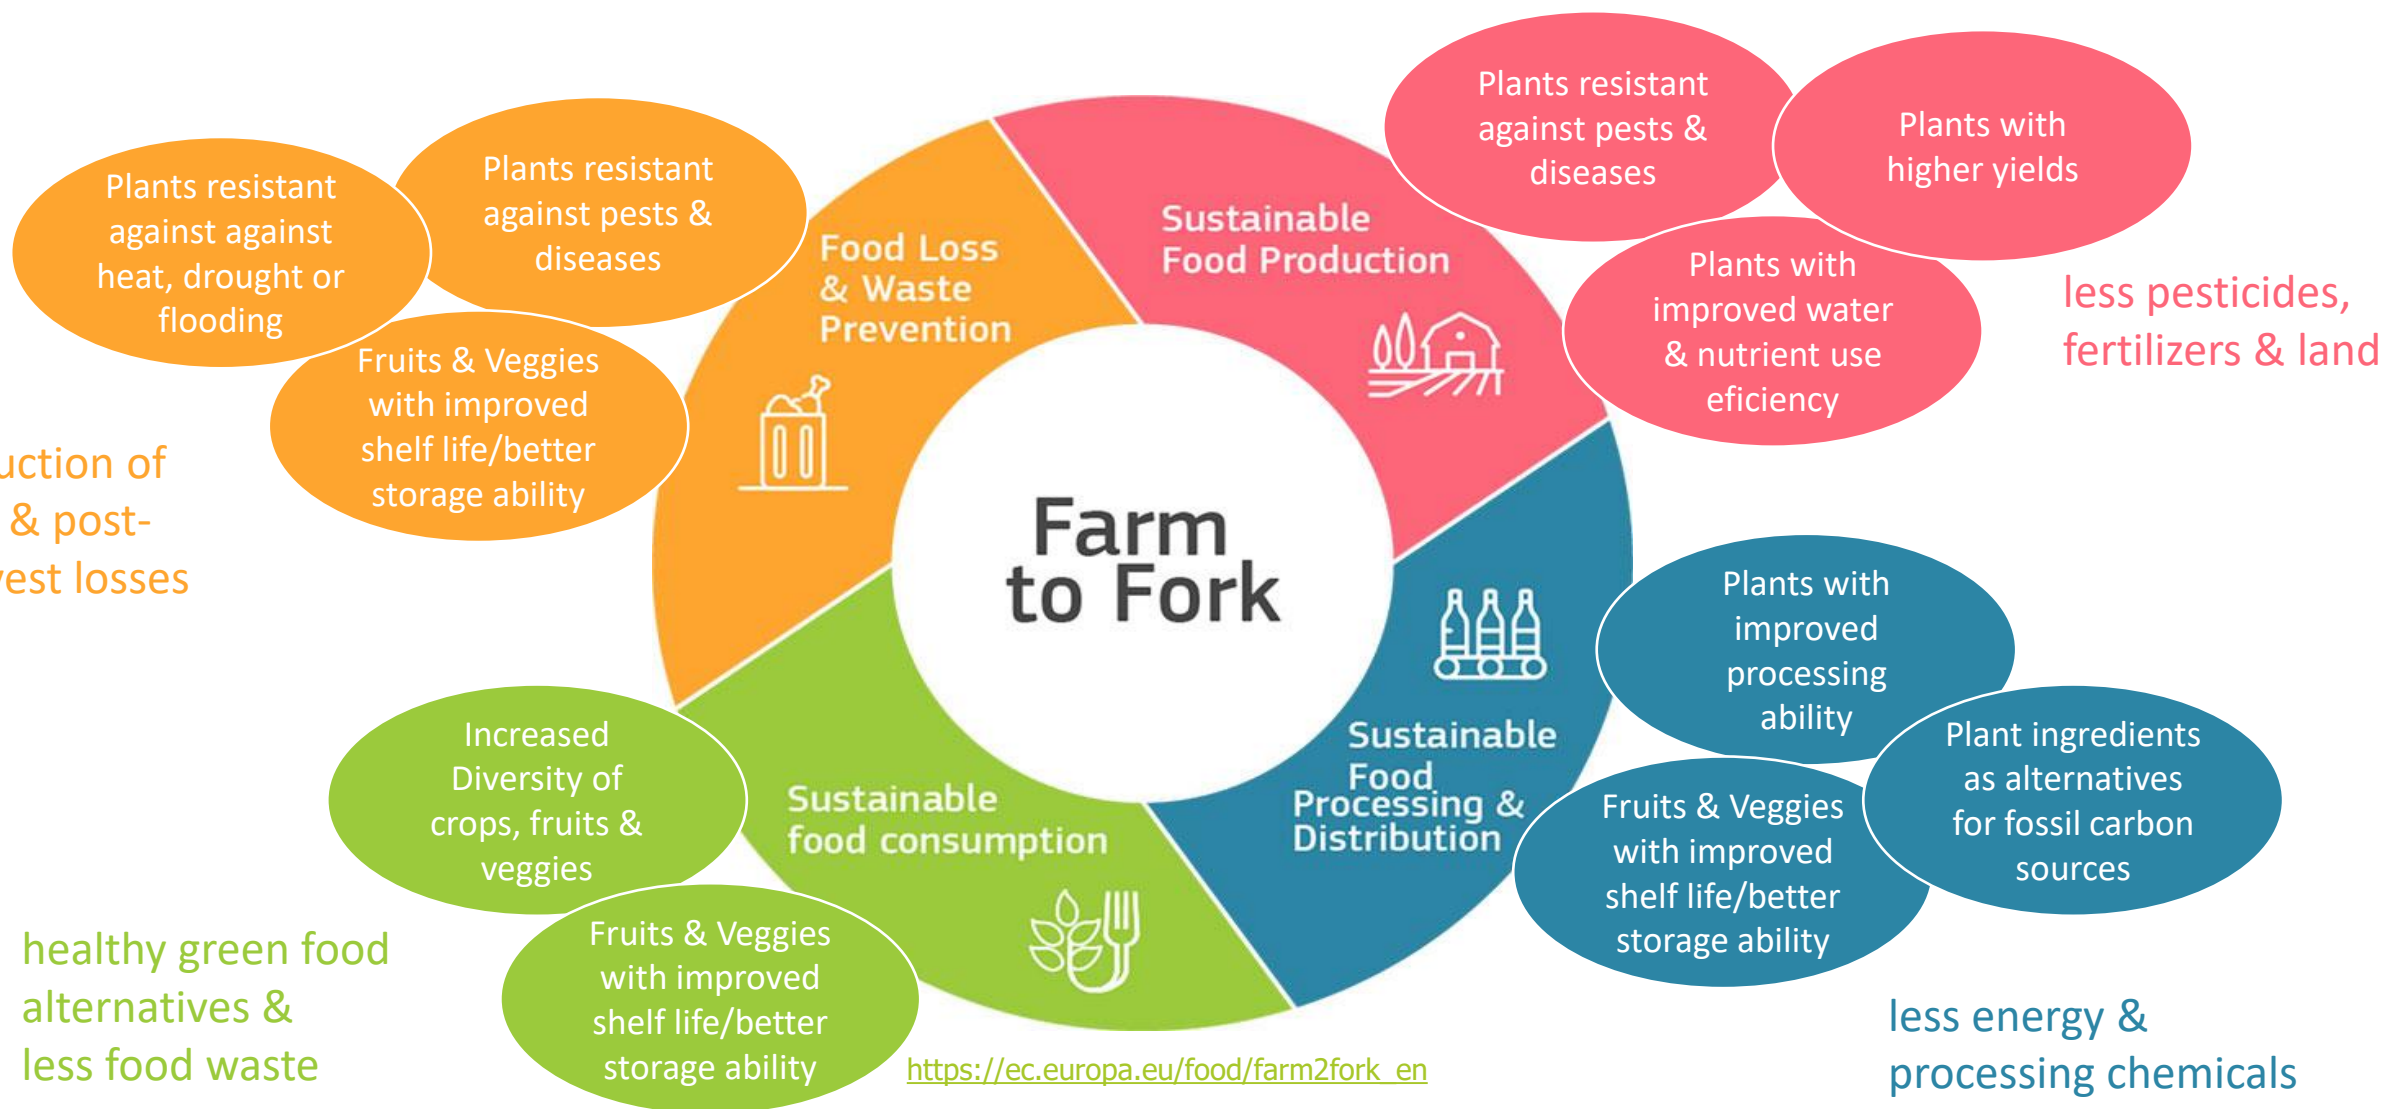 Plants resistant
against against
heat, drought or
flooding
Plants resistant
against pests &
diseases
Fruits & Veggies
with improved
shelf life/better
storage ability
of
& post-
losses
Food Loss
& Waste
Prevention
Sustainable
Food Production
Plants resistant
against pests &
diseases
Plants with
higher yields
Plants with
improved water
& nutrient use
eficiency
less pesticides,
fertilizers & land
Farm
to Fork
Plants with
improved
processing
ability
Plant ingredients
as alternatives
for fossil carbon
sources
Fruits & Veggies
with improved
shelf life/better
storage ability
Sustainable
Food
Processing &
Distribution
less energy &
processing chemicals
Increased
Diversity of
crops, fruits &
veggies
Sustainable
food consumption
Fruits & Veggies
with improved
shelf life/better
storage ability
healthy green food
alternatives &
less food waste
https://ec.europa.eu/food/farm2fork_en